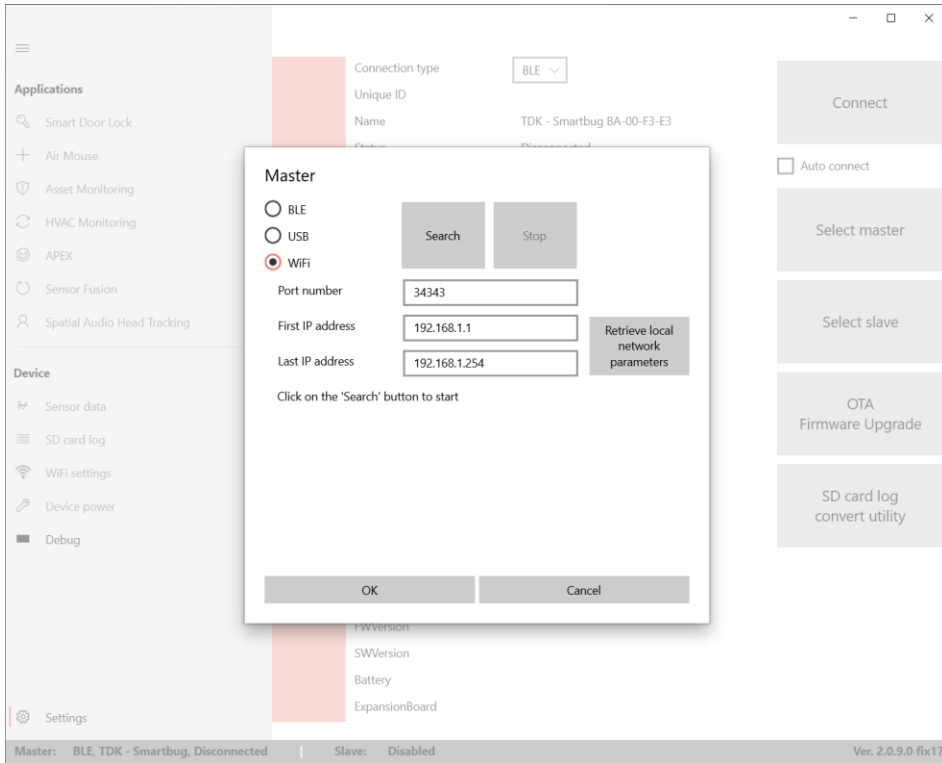 Applications
Smart Door Lock
Air Mouse
Asset Monitoring
HVAC Monitoring
APEX
Sensor Fusion
Spatial Audio Head Tracking
Device
Sensor data
SD card log
WiFi settings
Device power
Debug
Settings
Connection type
BLE
Unique ID
Name
TDK - Smartbug BA-00-F3-E3
Status
Disconnected
Master
BLE
USB
WiFi
Search
Stop
Port number
34343
First IP address
192.168.1.1
Last IP address
192.168.1.254
Retrieve local
network
parameters
Click on the 'Search' button to start
OK
Cancel
FWVersion
SWVersion
Battery
ExpansionBoard
Connect
Auto connect
Select master
Select slave
OTA
Firmware Upgrade
SD card log
convert utility
Master: BLE, TDK - Smartbug, Disconnected | Slave: Disabled
Ver. 2.0.9.0 fix17